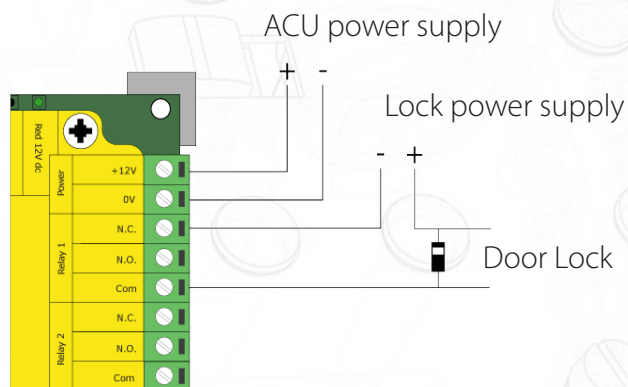 ACU power supply
+ -
Lock power supply
- +
Door Lock
Red 12V dc
Power
+12V
0V
Relay 1
N.C.
N.O.
Com
Relay 2
N.C.
N.O.
Com